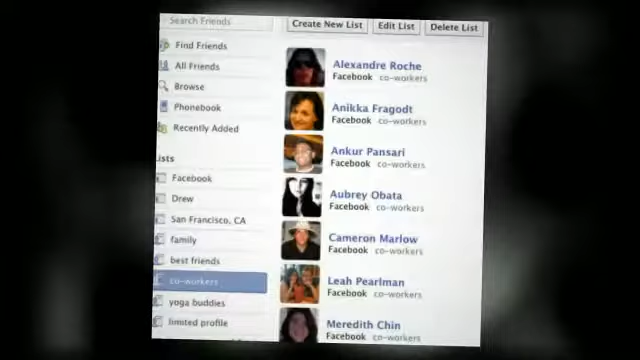 Search Friends
Find Friends
All Friends
Browse
Phonebook
Recently Added
Lists
Facebook
Drew
San Francisco, CA
family
best friends
co-workers
yoga buddies
limited profile
Create New List
Edit List
Delete List
Alexandre Roche
Facebook co-workers
Anikka Fragodt
Facebook co-workers
Ankur Pansari
Facebook co-workers
Aubrey Obata
Facebook co-workers
Cameron Marlow
Facebook co-workers
Leah Pearlman
Facebook co-workers
Meredith Chin
Facebook co-workers